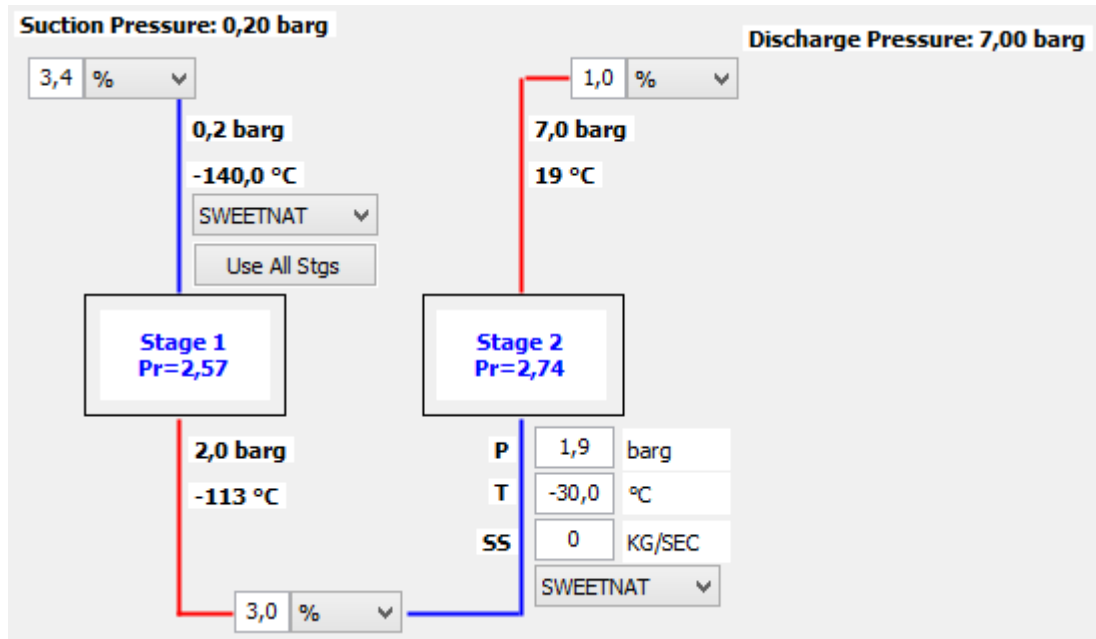 Suction Pressure: 0,20 barg
Discharge Pressure: 7,00 barg
3,4 %
1,0 %
0,2 barg
7,0 barg
-140,0 °C
19 °C
SWEETNAT
Use All Stgs
Stage 1
Pr=2,57
Stage 2
Pr=2,74
2,0 barg
-113 °C
P 1,9 barg
T -30,0 °C
SS 0 KG/SEC
SWEETNAT
3,0 %